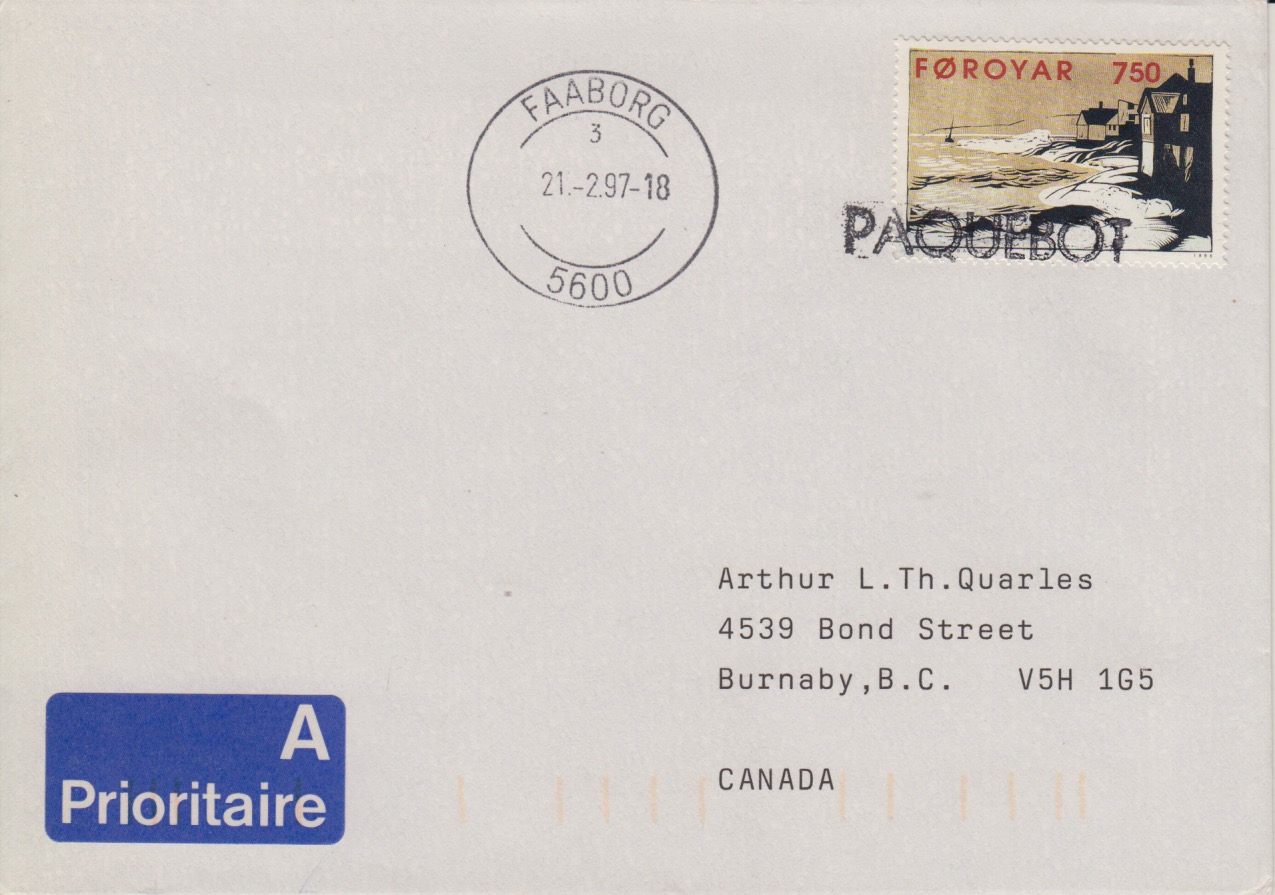 FØROYAR 750
FAABORG
3
21.-2.97-18
5600
PAQUEBOT
Arthur L.Th.Quarles
4539 Bond Street
Burnaby,B.C. V5H 1G5
CANADA
A
Prioritaire